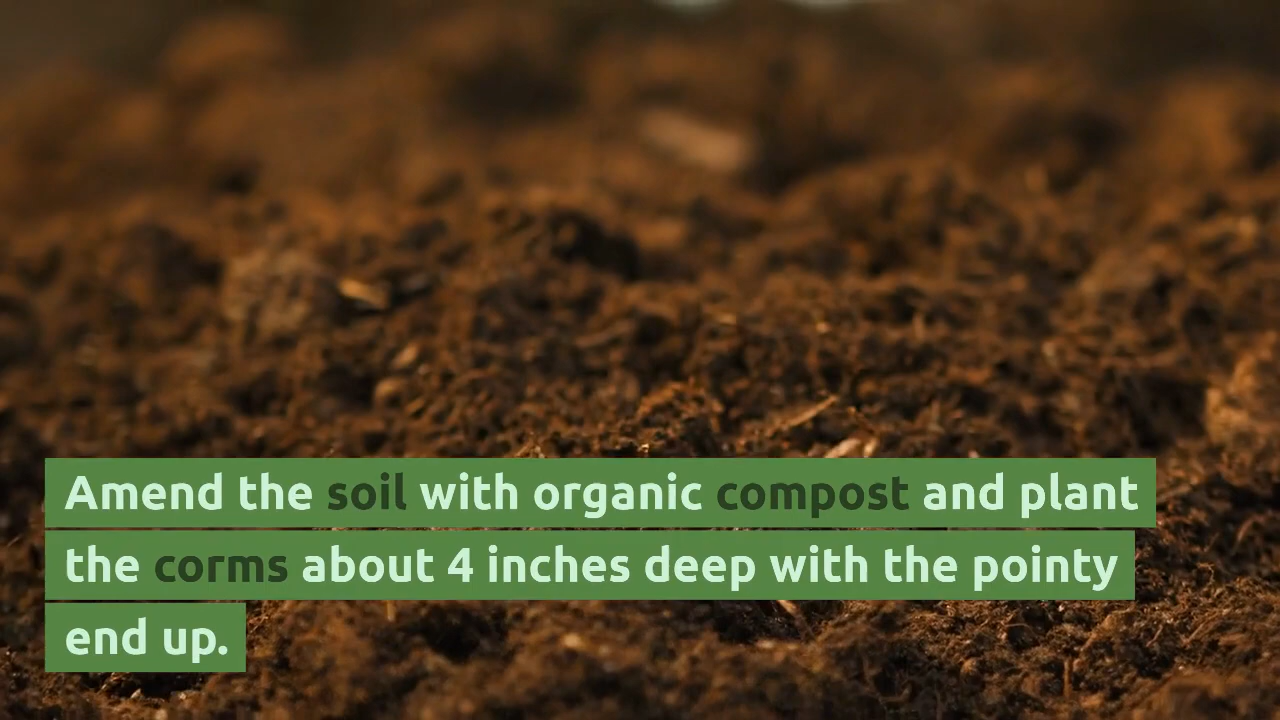 Amend the soil with organic compost and plant
the corms about 4 inches deep with the pointy
end up.